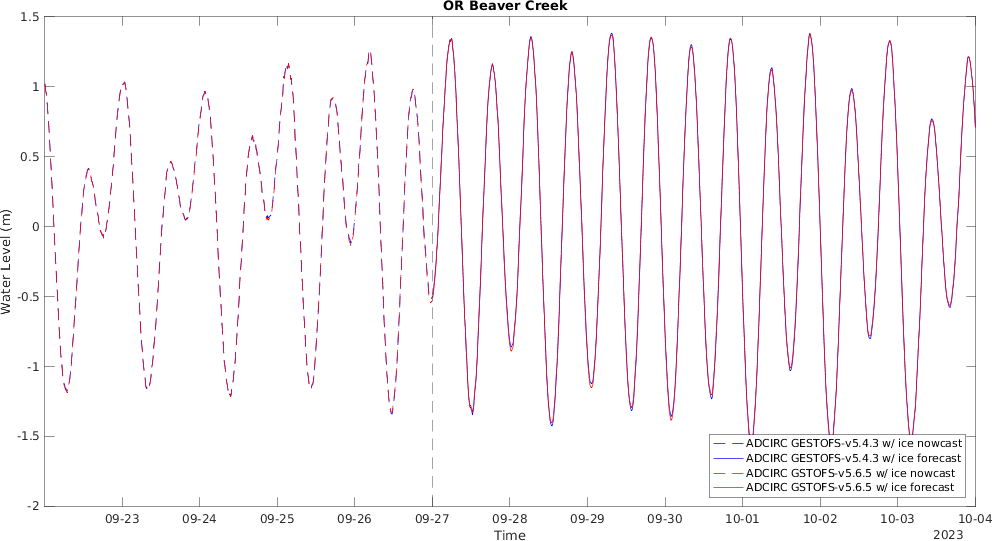 OR Beaver Creek
1.5
1
0.5
0
-0.5
-1
-1.5
-2
Water Level (m)
ADCIRC GESTOFS-v5.4.3 w/ ice nowcast
ADCIRC GESTOFS-v5.4.3 w/ ice forecast
ADCIRC GSTOFS-v5.6.5 w/ ice nowcast
ADCIRC GSTOFS-v5.6.5 w/ ice forecast
09-23 09-24 09-25 09-26 09-27 09-28 09-29 09-30 10-01 10-02 10-03 10-04
Time 2023